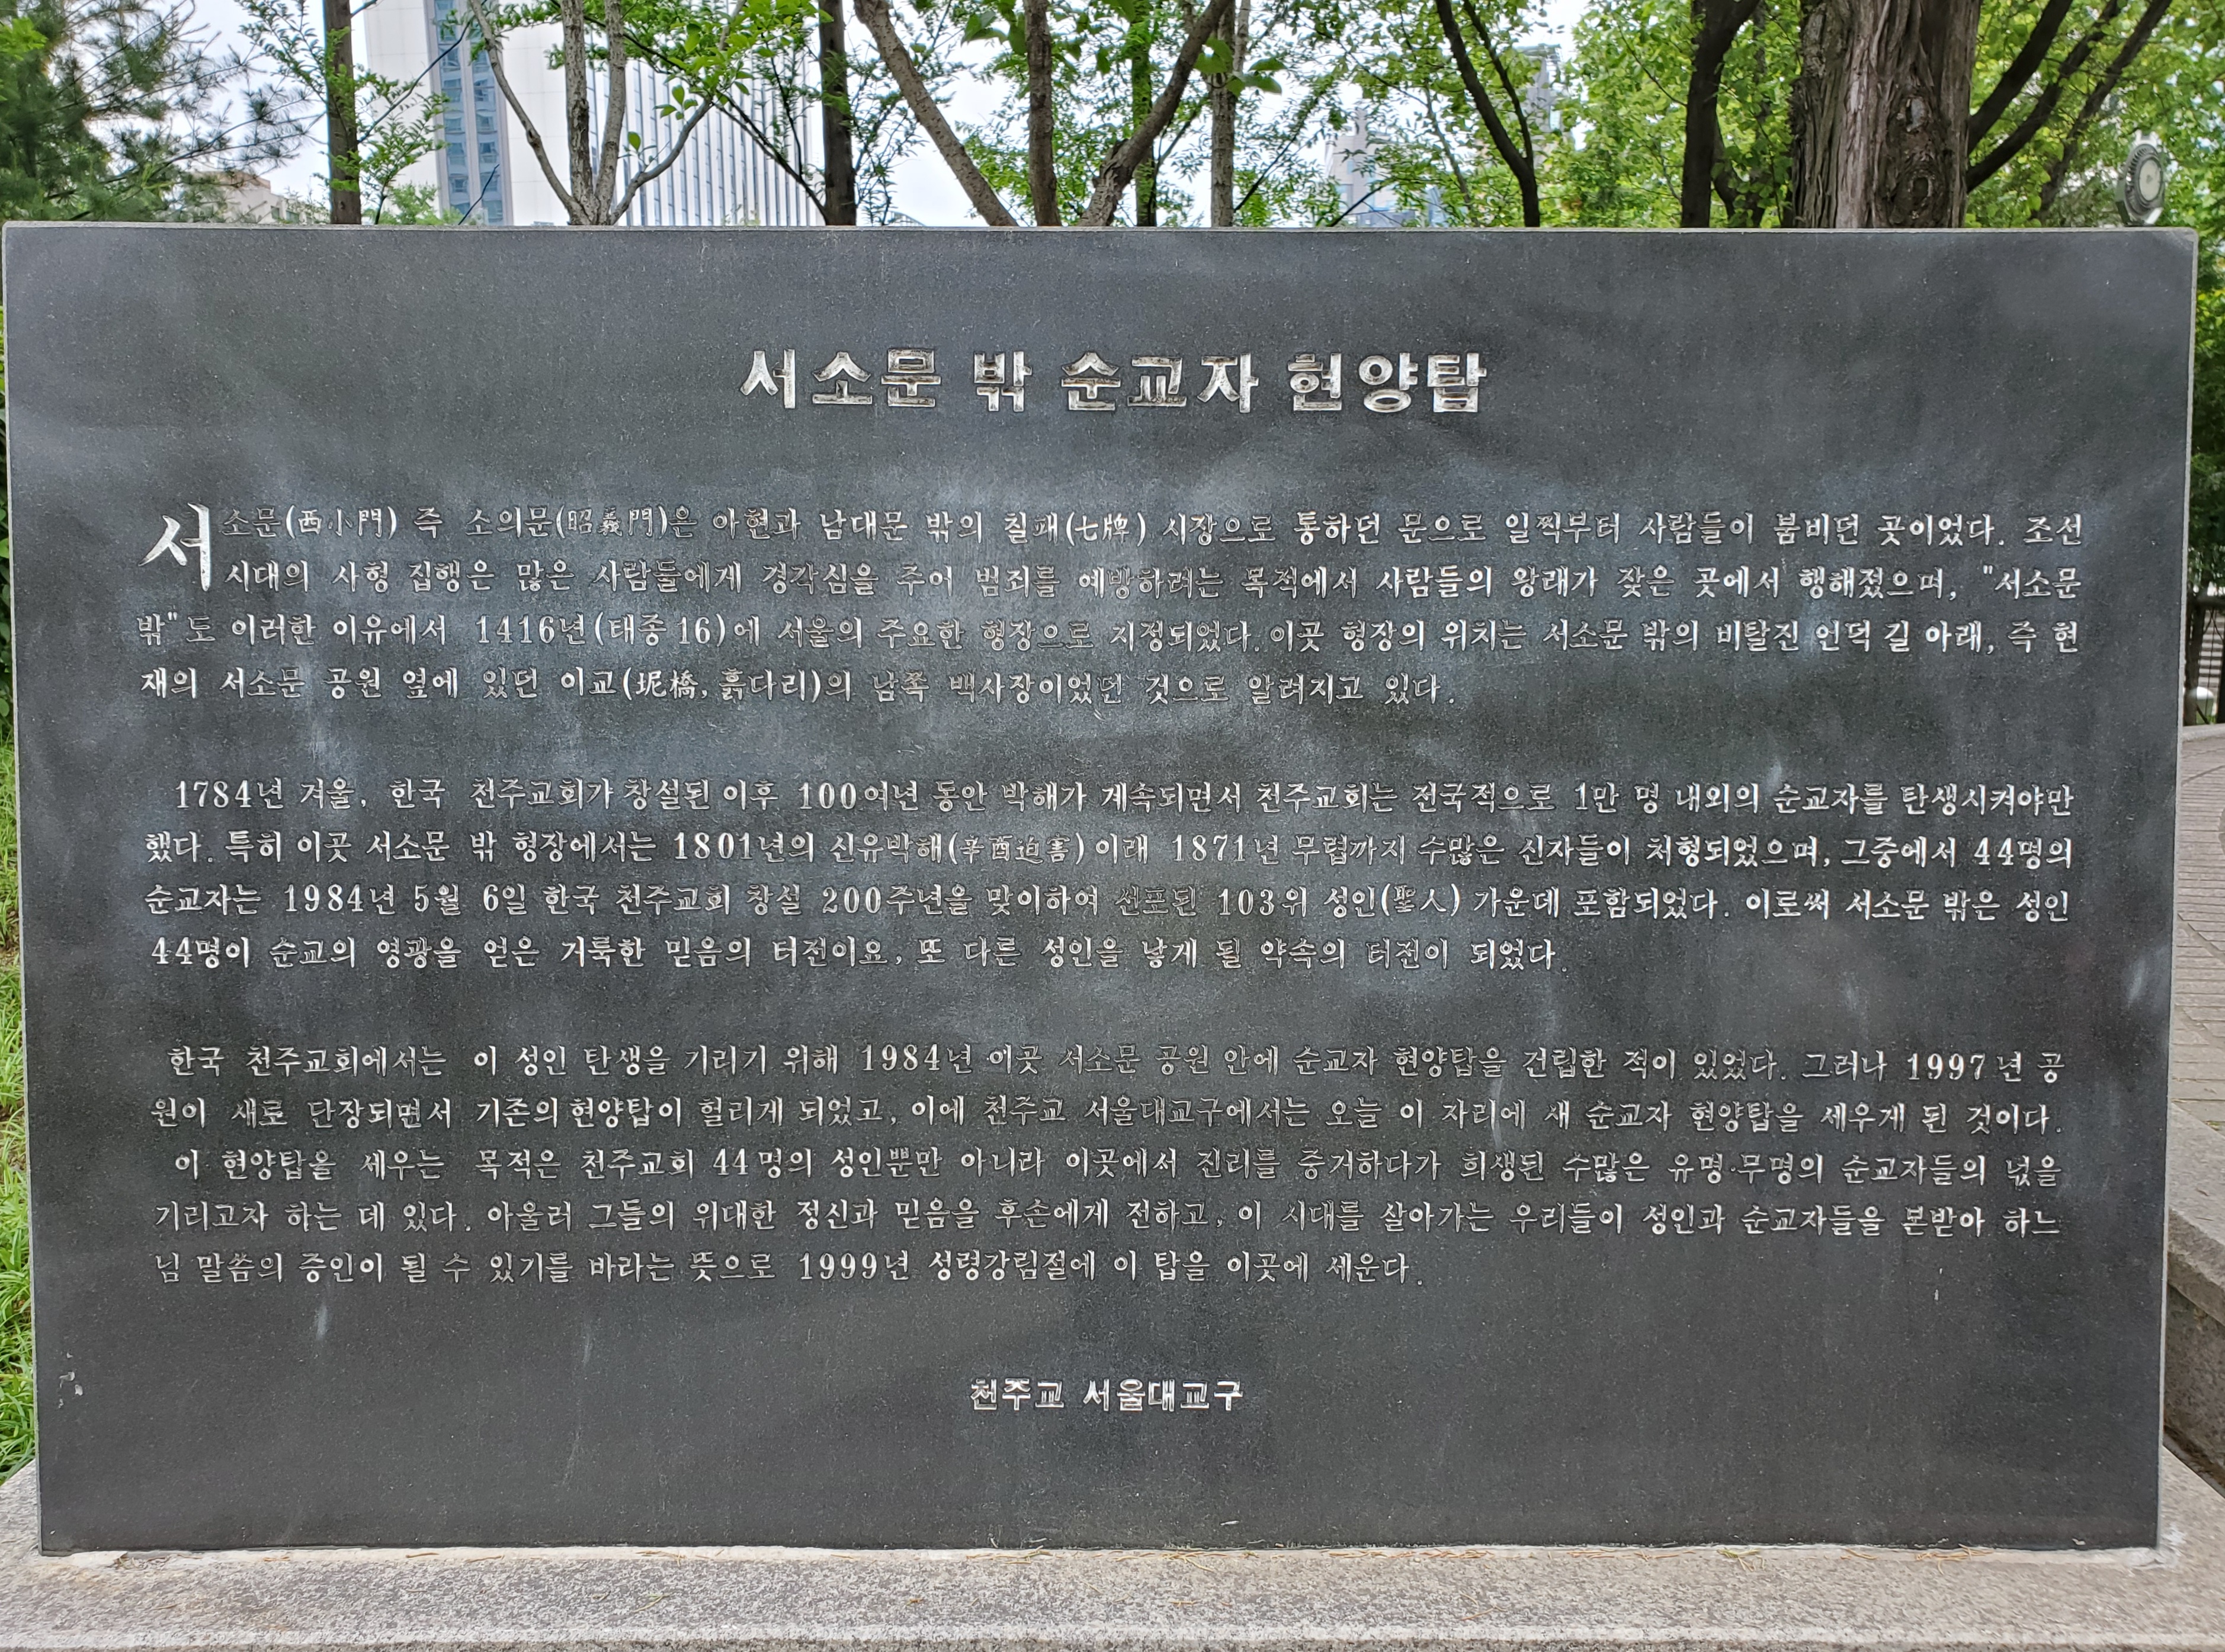 서소문 밖 순교자 현양탑
서소문(西小門) 즉 소의문(昭義門)은 아현과 남대문 밖의 칠패(七牌) 시장으로 통하던 문으로 일찍부터 사람들이 붐비던 곳이었다. 조선
시대의 사형 집행은 많은 사람들에게 경각심을 주어 범죄를 예방하려는 목적에서 사람들의 왕래가 잦은 곳에서 행해졌으며, "서소문
밖"도 이러한 이유에서 1416년(태종 16)에 서울의 주요한 형장으로 지정되었다. 이곳 형장의 위치는 서소문 밖의 비탈진 언덕 길 아래, 즉 현
재의 서소문 공원 옆에 있던 이교(坭橋, 흙다리)의 남쪽 백사장이었던 것으로 알려지고 있다.
1784년 겨울, 한국 천주교회가 창설된 이후 100여년 동안 박해가 계속되면서 천주교회는 전국적으로 1만 명 내외의 순교자를 탄생시켜야만
했다. 특히 이곳 서소문 밖 형장에서는 1801년의 신유박해(辛酉迫害) 이래 1871년 무렵까지 수많은 신자들이 처형되었으며, 그중에서 44명의
순교자는 1984년 5월 6일 한국 천주교회 창설 200주년을 맞이하여 선포된 103위 성인(聖人) 가운데 포함되었다. 이로써 서소문 밖은 성인
44명이 순교의 영광을 얻은 거룩한 믿음의 터전이요, 또 다른 성인을 낳게 될 약속의 터전이 되었다.
한국 천주교회에서는 이 성인 탄생을 기리기 위해 1984년 이곳 서소문 공원 안에 순교자 현양탑을 건립한 적이 있었다. 그러나 1997년 공
원이 새로 단장되면서 기존의 현양탑이 헐리게 되었고, 이에 천주교 서울대교구에서는 오늘 이 자리에 새 순교자 현양탑을 세우게 된 것이다.
이 현양탑을 세우는 목적은 천주교회 44명의 성인뿐만 아니라 이곳에서 진리를 증거하다가 희생된 수많은 유명·무명의 순교자들의 넋을
기리고자 하는 데 있다. 아울러 그들의 위대한 정신과 믿음을 후손에게 전하고, 이 시대를 살아가는 우리들이 성인과 순교자들을 본받아 하느
님 말씀의 증인이 될 수 있기를 바라는 뜻으로 1999년 성령강림절에 이 탑을 이곳에 세운다.
천주교 서울대교구